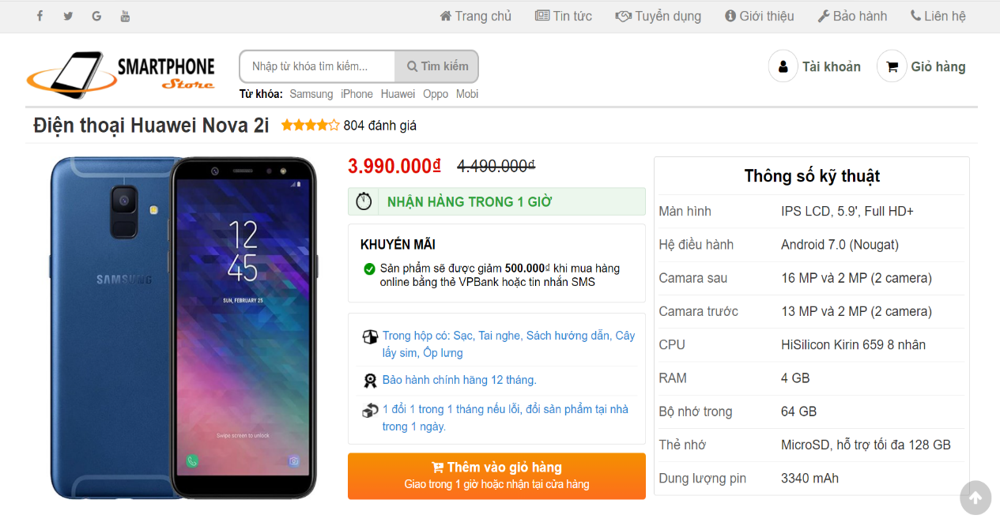 Trang chủ Tin tức Tuyển dụng Giới thiệu Bảo hành Liên hệ
SMARTPHONE
Store
Nhập từ khóa tìm kiếm... Tìm kiếm
Tài khoản Giỏ hàng
Từ khóa: Samsung iPhone Huawei Oppo Mobi
Điện thoại Huawei Nova 2i 804 đánh giá
SAMSUNG
12
45
SUN, FEBRUARY 25
Swipe screen to unlock
3.990.000₫ 4.490.000₫
NHẬN HÀNG TRONG 1 GIỜ
KHUYẾN MÃI
Sản phẩm sẽ được giảm 500.000₫ khi mua hàng
online bằng thẻ VPBank hoặc tin nhắn SMS
Trong hộp có: Sạc, Tai nghe, Sách hướng dẫn, Cây
lấy sim, Ốp lưng
Bảo hành chính hãng 12 tháng.
1 đổi 1 trong 1 tháng nếu lỗi, đổi sản phẩm tại nhà
trong 1 ngày.
Thêm vào giỏ hàng
Giao trong 1 giờ hoặc nhận tại cửa hàng
Thông số kỹ thuật
Màn hình IPS LCD, 5.9', Full HD+
Hệ điều hành Android 7.0 (Nougat)
Camara sau 16 MP và 2 MP (2 camera)
Camara trước 13 MP và 2 MP (2 camera)
CPU HiSilicon Kirin 659 8 nhân
RAM 4 GB
Bộ nhớ trong 64 GB
Thẻ nhớ MicroSD, hỗ trợ tối đa 128 GB
Dung lượng pin 3340 mAh